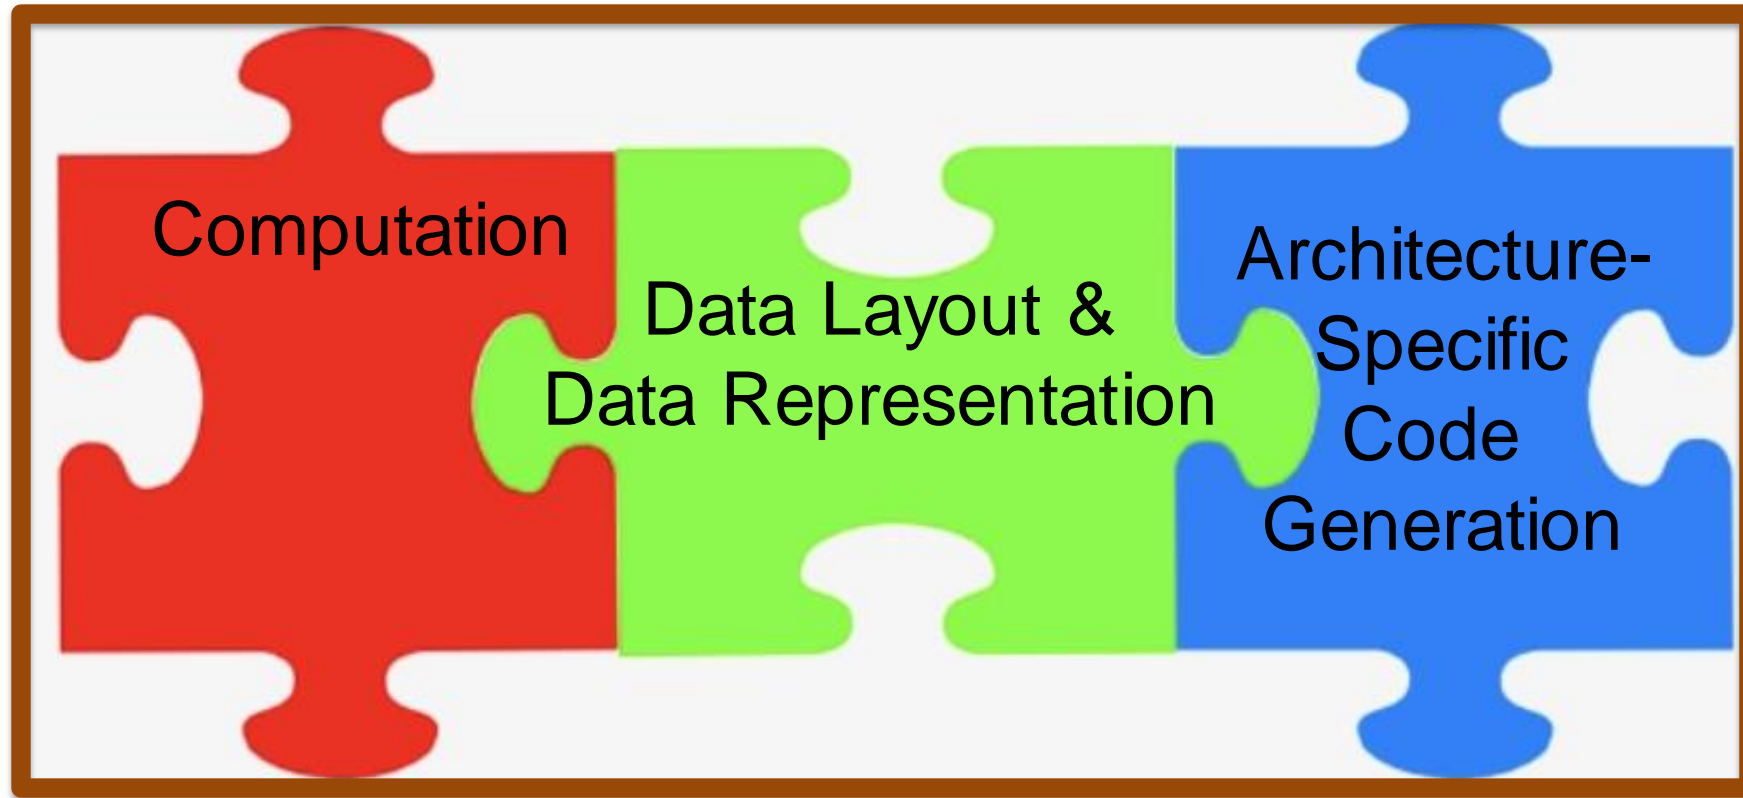 Computation
Data Layout &
Data Representation
Architecture-
Specific
Code
Generation